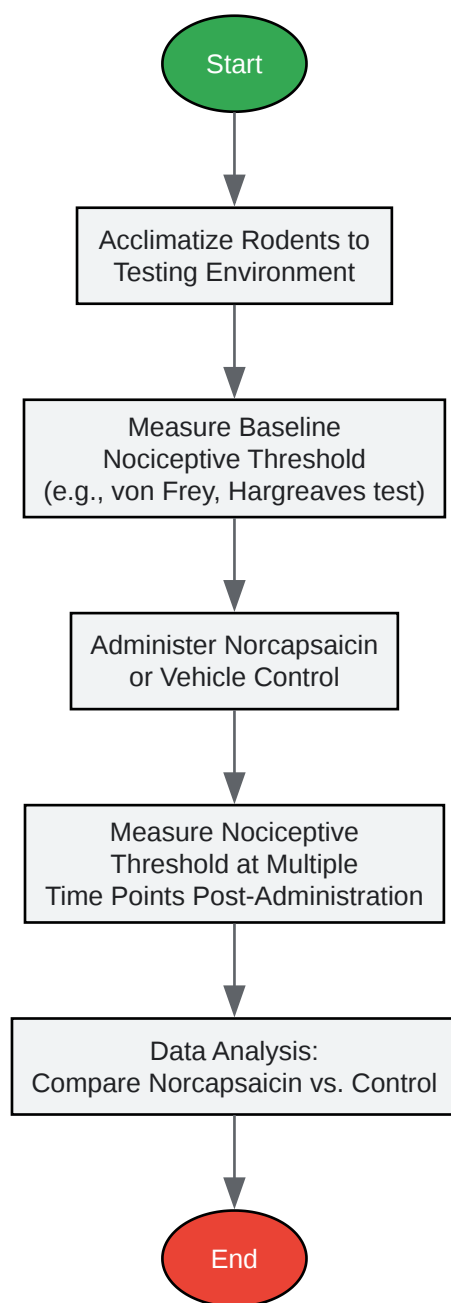 Start
Acclimatize Rodents to
Testing Environment
Measure Baseline
Nociceptive Threshold
(e.g., von Frey, Hargreaves test)
Administer Norcapsaicin
or Vehicle Control
Measure Nociceptive
Threshold at Multiple
Time Points Post-Administration
Data Analysis:
Compare Norcapsaicin vs. Control
End